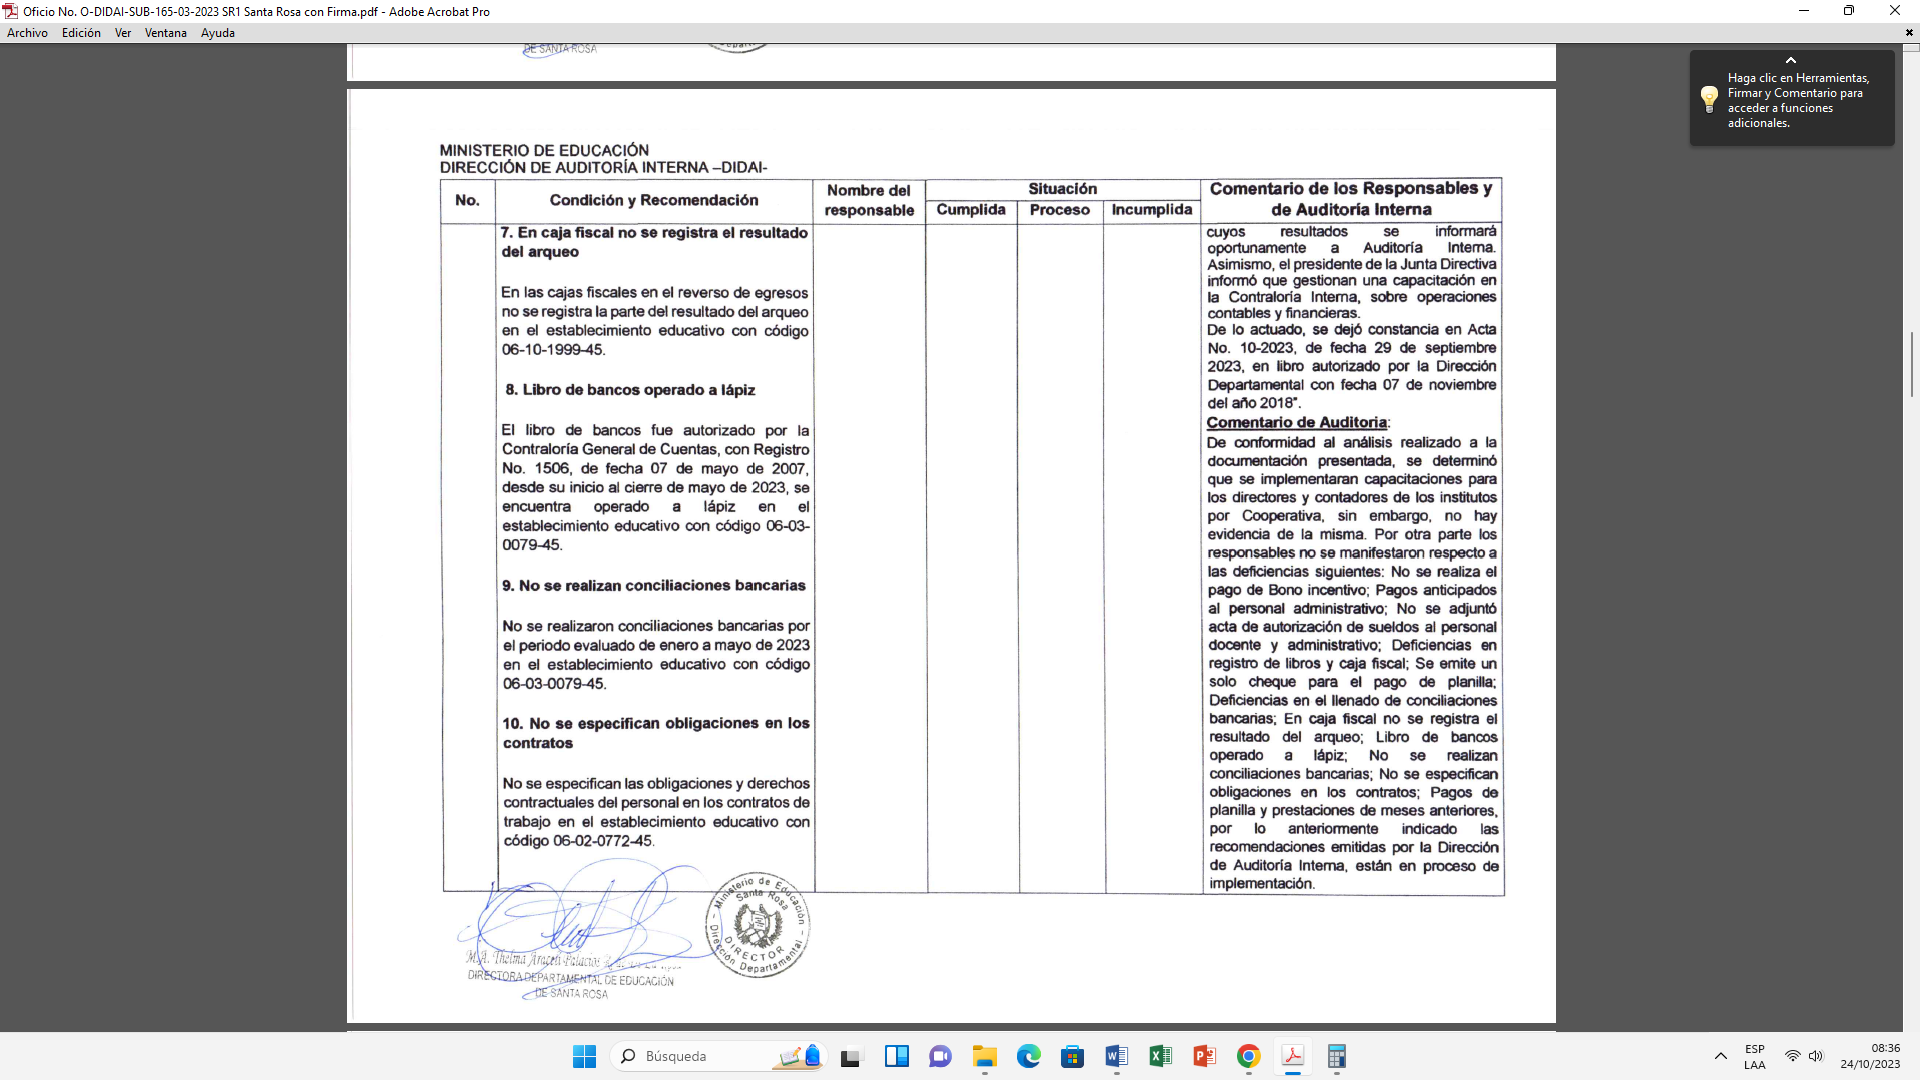 Oficio No. O-DIDAI-SUB-165-03-2023 SR1 Santa Rosa con Firma.pdf - Adobe Acrobat Pro
Archivo Edición Ver Ventana Ayuda
DE SANTA ROSA
Haga clic en Herramientas,
Firmar y Comentario para
acceder a funciones
adicionales.
MINISTERIO DE EDUCACIÓN
DIRECCIÓN DE AUDITORÍA INTERNA –DIDAI-
No.
Condición y Recomendación
Nombre del
responsable
Situación
Cumplida Proceso Incumplida
Comentario de los Responsables y
de Auditoría Interna
7. En caja fiscal no se registra el resultado
del arqueo
En las cajas fiscales en el reverso de egresos
no se registra la parte del resultado del arqueo
en el establecimiento educativo con código
06-10-1999-45.
8. Libro de bancos operado a lápiz
El libro de bancos fue autorizado por la
Contraloría General de Cuentas, con Registro
No. 1506, de fecha 07 de mayo de 2007,
desde su inicio al cierre de mayo de 2023, se
encuentra operado a lápiz en el
establecimiento educativo con código 06-03-
0079-45.
9. No se realizan conciliaciones bancarias
No se realizaron conciliaciones bancarias por
el periodo evaluado de enero a mayo de 2023
en el establecimiento educativo con código
06-03-0079-45.
10. No se especifican obligaciones en los
contratos
No se especifican las obligaciones y derechos
contractuales del personal en los contratos de
trabajo en el establecimiento educativo con
código 06-02-0772-45.
cuyos resultados se informará
oportunamente a Auditoría Interna.
Asimismo, el presidente de la Junta Directiva
informó que gestionan una capacitación en
la Contraloría Interna, sobre operaciones
contables y financieras.
De lo actuado, se dejó constancia en Acta
No. 10-2023, de fecha 29 de septiembre
2023, en libro autorizado por la Dirección
Departamental con fecha 07 de noviembre
del año 2018".
Comentario de Auditoria:
De conformidad al análisis realizado a la
documentación presentada, se determinó
que se implementaran capacitaciones para
los directores y contadores de los institutos
por Cooperativa, sin embargo, no hay
evidencia de la misma. Por otra parte los
responsables no se manifestaron respecto a
las deficiencias siguientes: No se realiza el
pago de Bono incentivo; Pagos anticipados
al personal administrativo; No se adjuntó
acta de autorización de sueldos al personal
docente y administrativo; Deficiencias en
registro de libros y caja fiscal; Se emite un
solo cheque para el pago de planilla;
Deficiencias en el llenado de conciliaciones
bancarias; En caja fiscal no se registra el
resultado del arqueo; Libro de bancos
operado a lápiz; No se realizan
conciliaciones bancarias; No se especifican
obligaciones en los contratos; Pagos de
planilla y prestaciones de meses anteriores,
por lo anteriormente indicado las
recomendaciones emitidas por la Dirección
de Auditoría Interna, están en proceso de
implementación.
M.A. Thelma Araceli Palacios
DIRECTORA DEPARTAMENTAL DE EDUCACIÓN
DE SANTA ROSA
Ministerio de Educación
Santa Rosa
DIRECTOR
Dirección Departamental
Búsqueda
ESP
LAA
08:36
24/10/2023